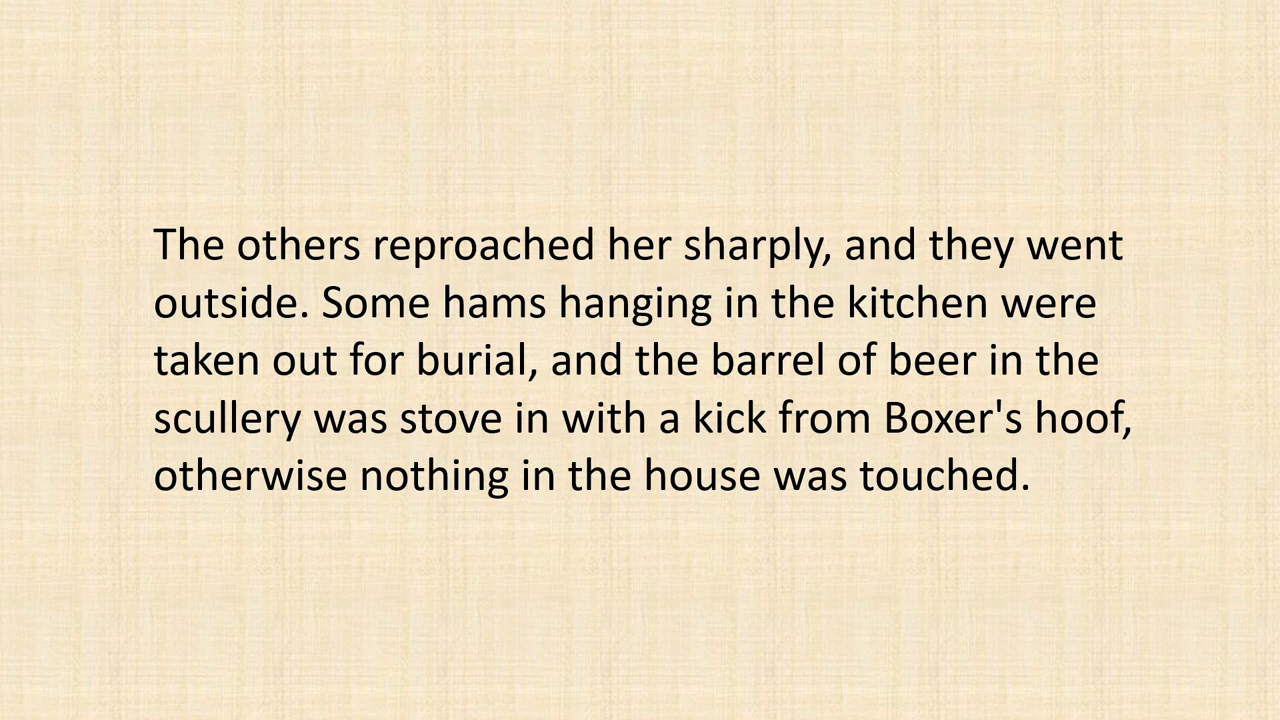 The others reproached her sharply, and they went
outside. Some hams hanging in the kitchen were
taken out for burial, and the barrel of beer in the
scullery was stove in with a kick from Boxer's hoof,
otherwise nothing in the house was touched.